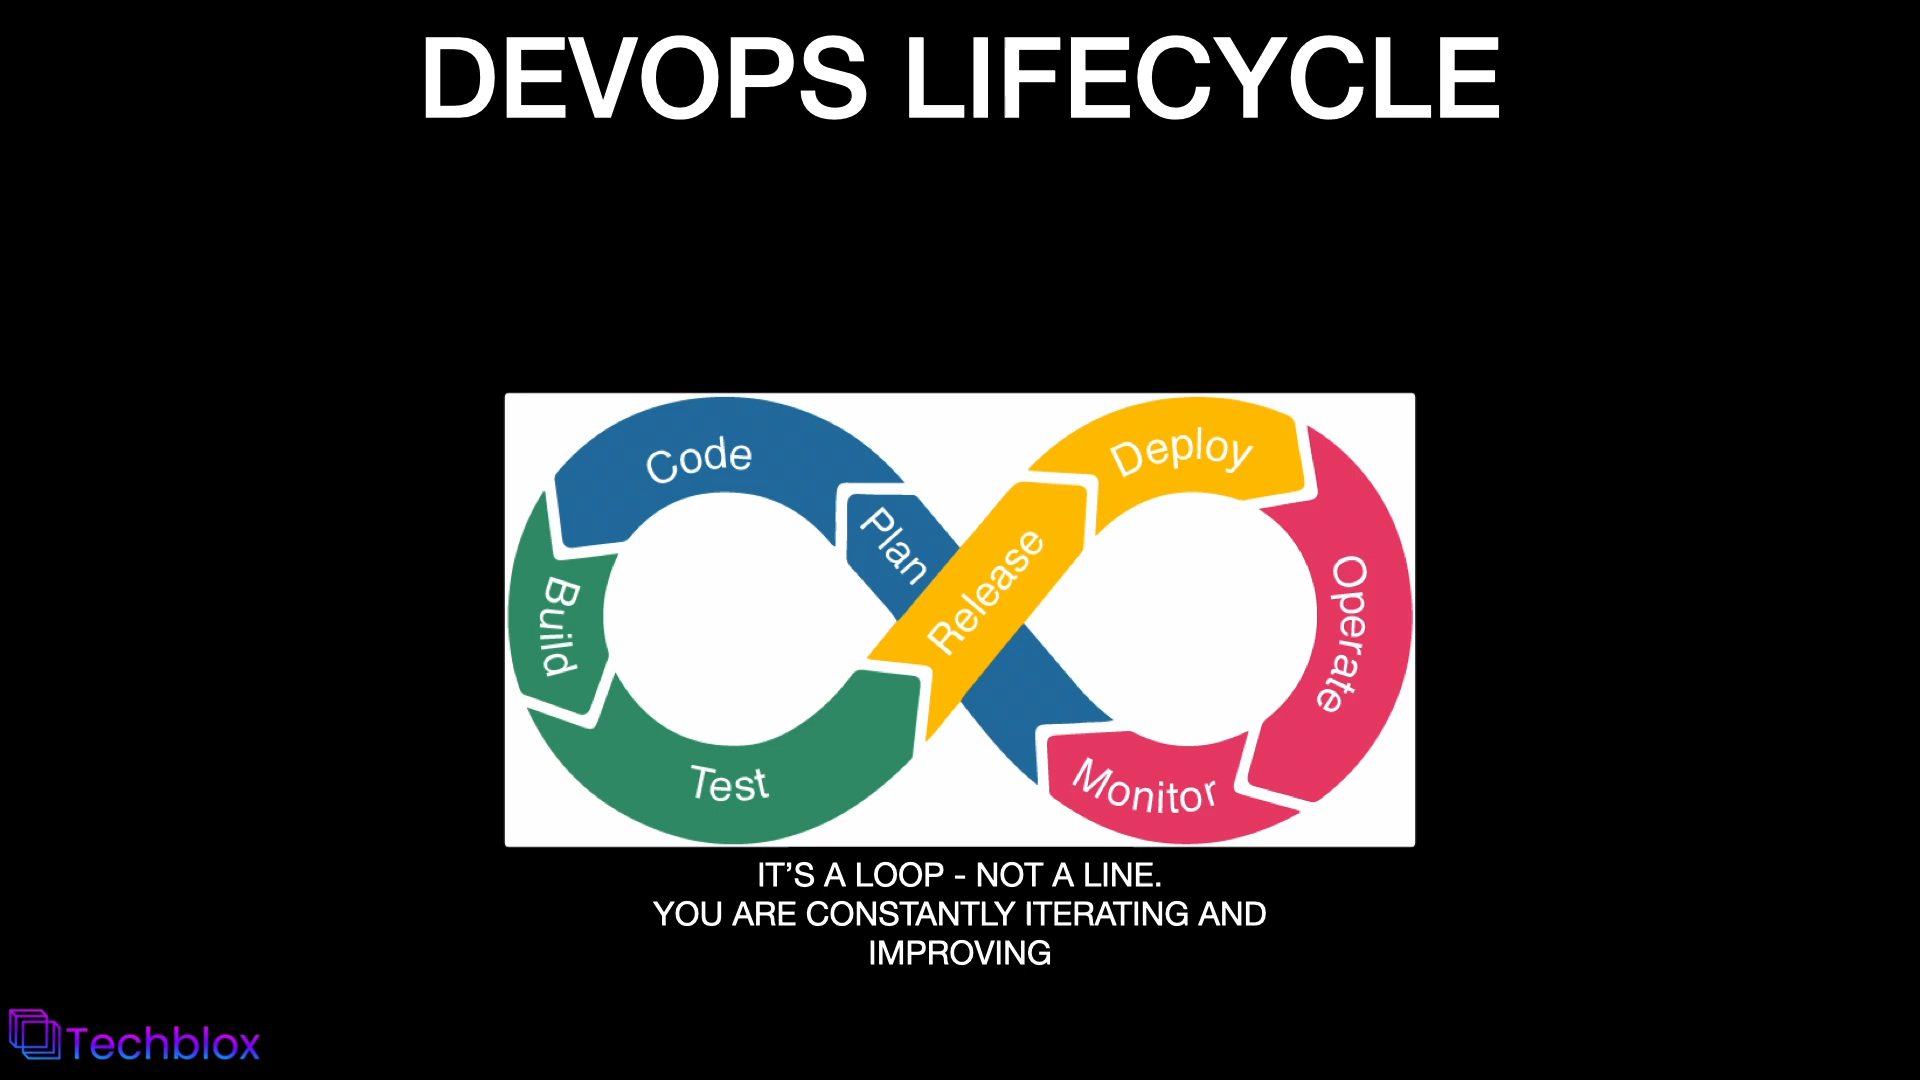 DEVOPS LIFECYCLE
Code
Plan
Build
Test
Release
Deploy
Operate
Monitor
IT’S A LOOP - NOT A LINE.
YOU ARE CONSTANTLY ITERATING AND
IMPROVING
Techblox